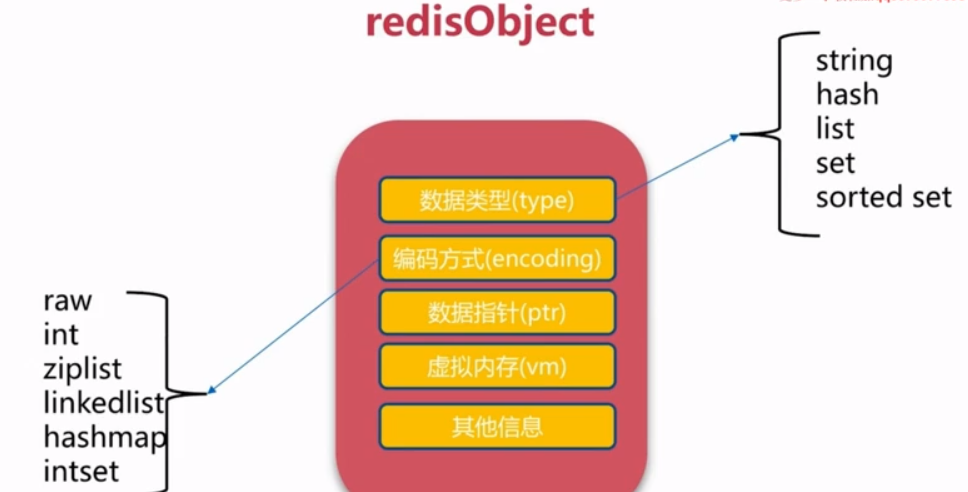 redisObject
string
hash
list
set
sorted set
数据类型(type)
编码方式(encoding)
数据指针(ptr)
虚拟内存(vm)
其他信息
raw
int
ziplist
linkedlist
hashmap
intset